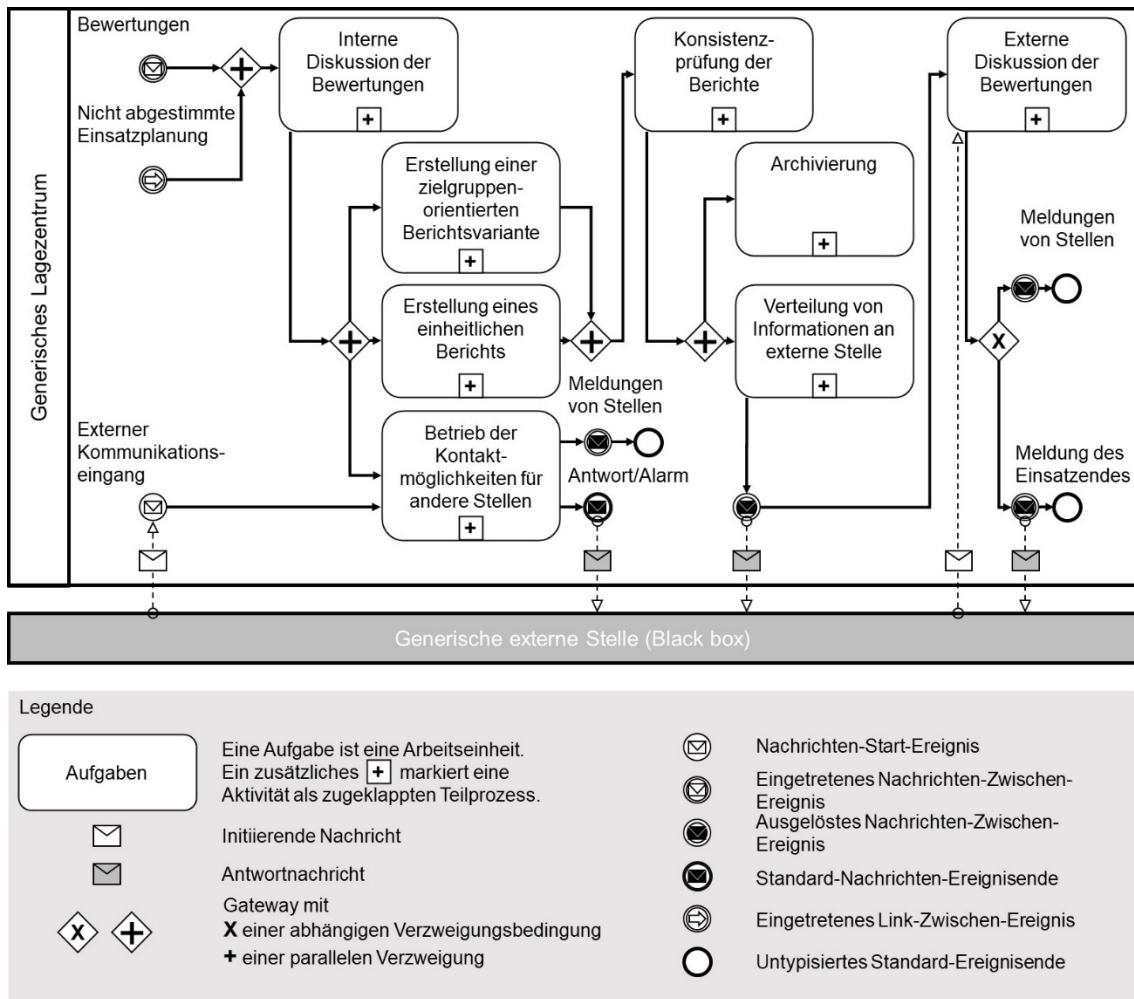 Generisches Lagezentrum
Bewertungen
Nicht abgestimmte
Einsatzplanung
Externer
Kommunikations-
eingang
Interne
Diskussion der
Bewertungen
Erstellung einer
zielgruppen-
orientierten
Berichtsvariante
Erstellung eines
einheitlichen
Berichts
Betrieb der
Kontakt-
möglichkeiten für
andere Stellen
Meldungen
von Stellen
Antwort/Alarm
Konsistenz-
prüfung der
Berichte
Archivierung
Verteilung von
Informationen an
externe Stelle
Externe
Diskussion der
Bewertungen
X
Meldungen
von Stellen
Meldung des
Einsatzendes
Generische externe Stelle (Black box)
Legende
Aufgaben
Eine Aufgabe ist eine Arbeitseinheit.
Ein zusätzliches + markiert eine
Aktivität als zugeklappten Teilprozess.
Initiierende Nachricht
Antwortnachricht
X +
Gateway mit
X einer abhängigen Verzweigungsbedingung
+ einer parallelen Verzweigung
Nachrichten-Start-Ereignis
Eingetretenes Nachrichten-Zwischen-
Ereignis
Ausgelöstes Nachrichten-Zwischen-
Ereignis
Standard-Nachrichten-Ereignisende
Eingetretenes Link-Zwischen-Ereignis
Untypisiertes Standard-Ereignisende